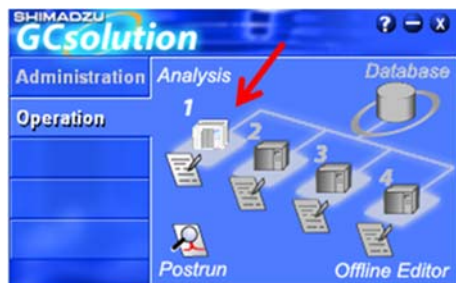 SHIMADZU
GCsolution
Administration
Operation
Analysis
Database
1
2
3
4
Postrun
Offline Editor